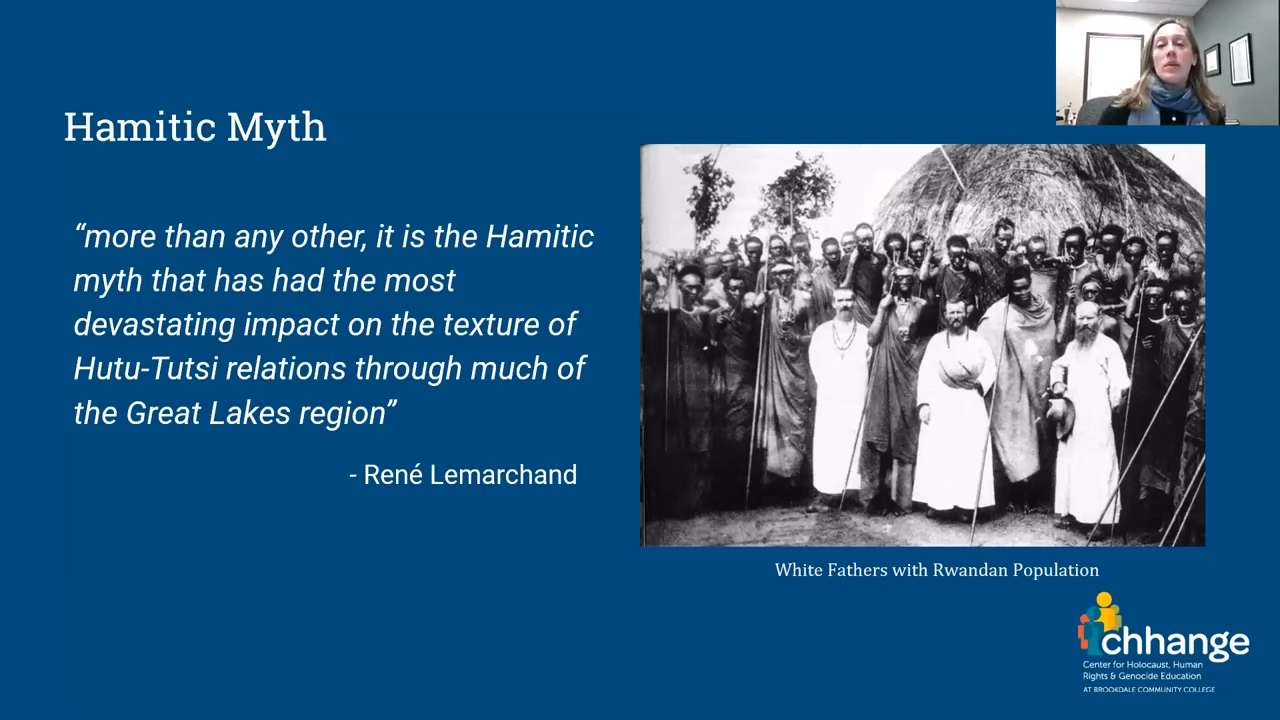 Hamitic Myth
“more than any other, it is the Hamitic
myth that has had the most
devastating impact on the texture of
Hutu-Tutsi relations through much of
the Great Lakes region”
- René Lemarchand
White Fathers with Rwandan Population
chhange
Center for Holocaust, Human
Rights & Genocide Education
AT BROOKDALE COMMUNITY COLLEGE